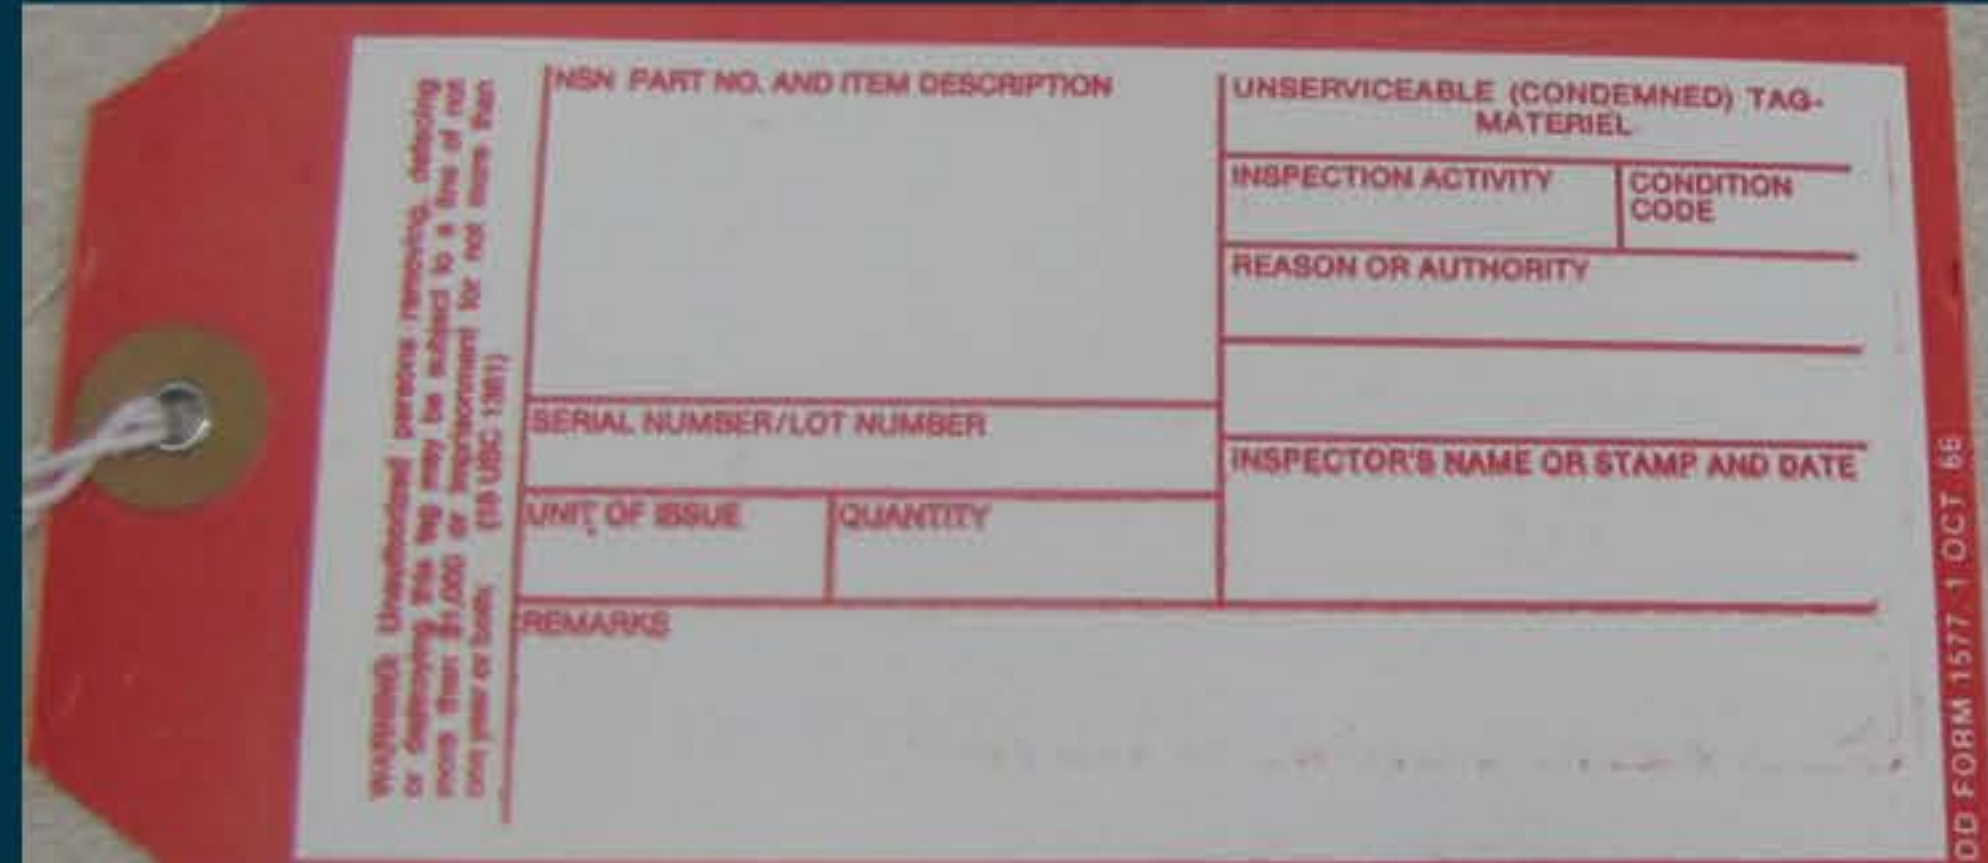 WARNING: Unauthorized persons removing, defacing
or destroying this tag may be subject to a fine of not
more than $1,000 or imprisonment for not more than
one year or both. (18 USC 1361)
NSN PART NO. AND ITEM DESCRIPTION
SERIAL NUMBER/LOT NUMBER
UNIT OF ISSUE
QUANTITY
UNSERVICEABLE (CONDEMNED) TAG-
MATERIEL
INSPECTION ACTIVITY
CONDITION
CODE
REASON OR AUTHORITY
INSPECTOR'S NAME OR STAMP AND DATE
REMARKS
DD FORM 1577 1 OCT 66